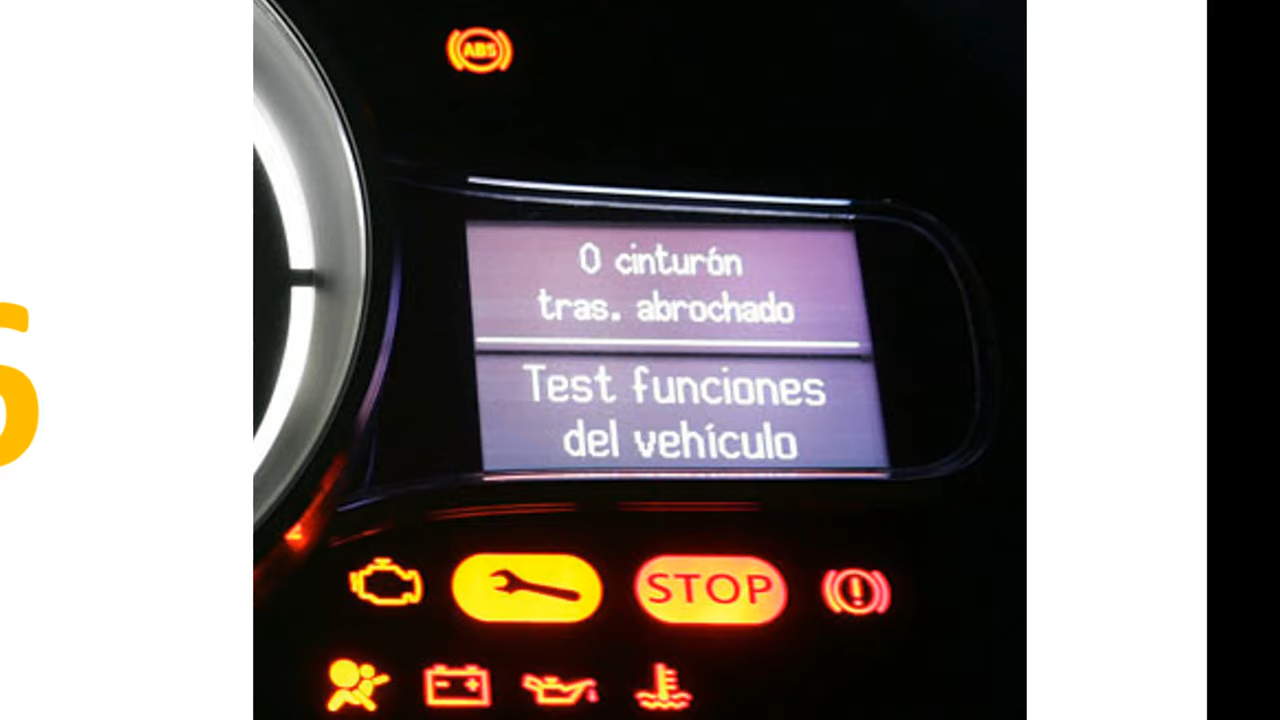 ABS
0 cinturón
tras. abrochado
Test funciones
del vehículo
STOP